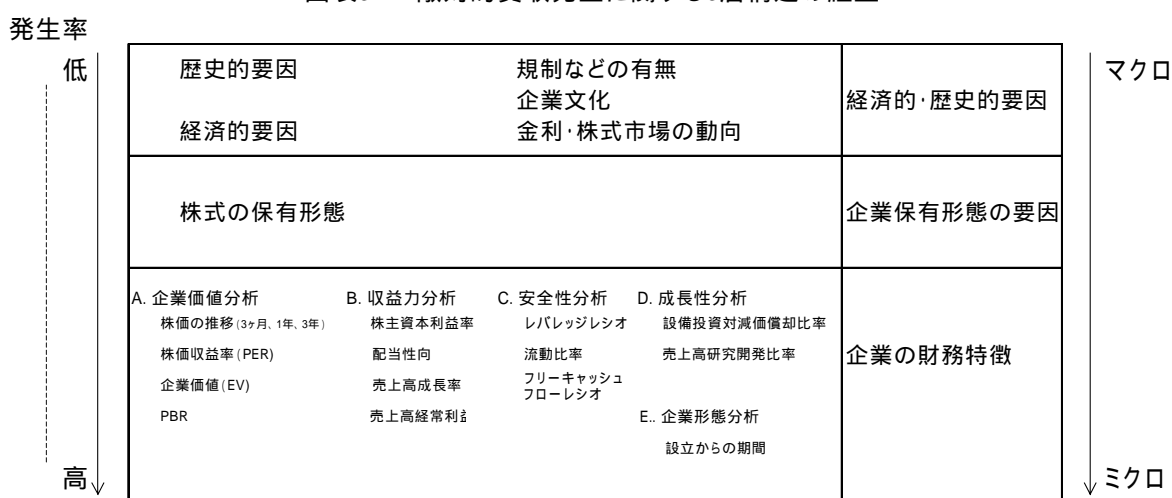 発生率
低
高
歴史的要因 規制などの有無
企業文化
経済的要因 金利・株式市場の動向
経済的・歴史的要因
株式の保有形態
企業保有形態の要因
A. 企業価値分析
株価の推移(3ヶ月、1年、3年)
株価収益率(PER)
企業価値(EV)
PBR
B. 収益力分析
株主資本利益率
配当性向
売上高成長率
売上高経常利
C. 安全性分析
レバレッジレシオ
流動比率
フリーキャッシュ
フローレシオ
D. 成長性分析
設備投資対減価償却比率
売上高研究開発比率
E.. 企業形態分析
設立からの期間
企業の財務特徴
マクロ
ミクロ